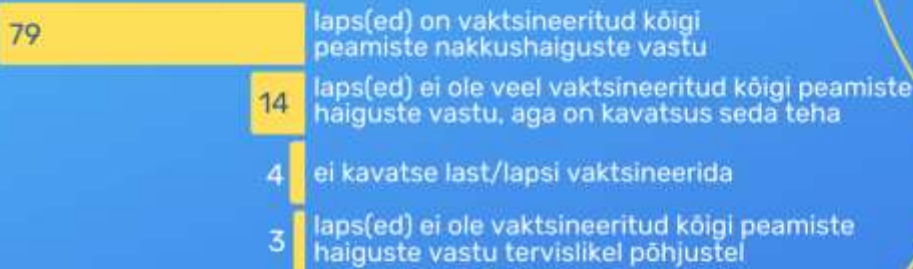 79
laps(ed) on vaktsineeritud kõigi
peamiste nakkushaiguste vastu
14
laps(ed) ei ole veel vaktsineeritud kõigi peamiste
haiguste vastu, aga on kavatsus seda teha
4
ei kavatse last/lapsi vaktsineerida
3
laps(ed) ei ole vaktsineeritud kõigi peamiste
haiguste vastu tervislikel põhjustel